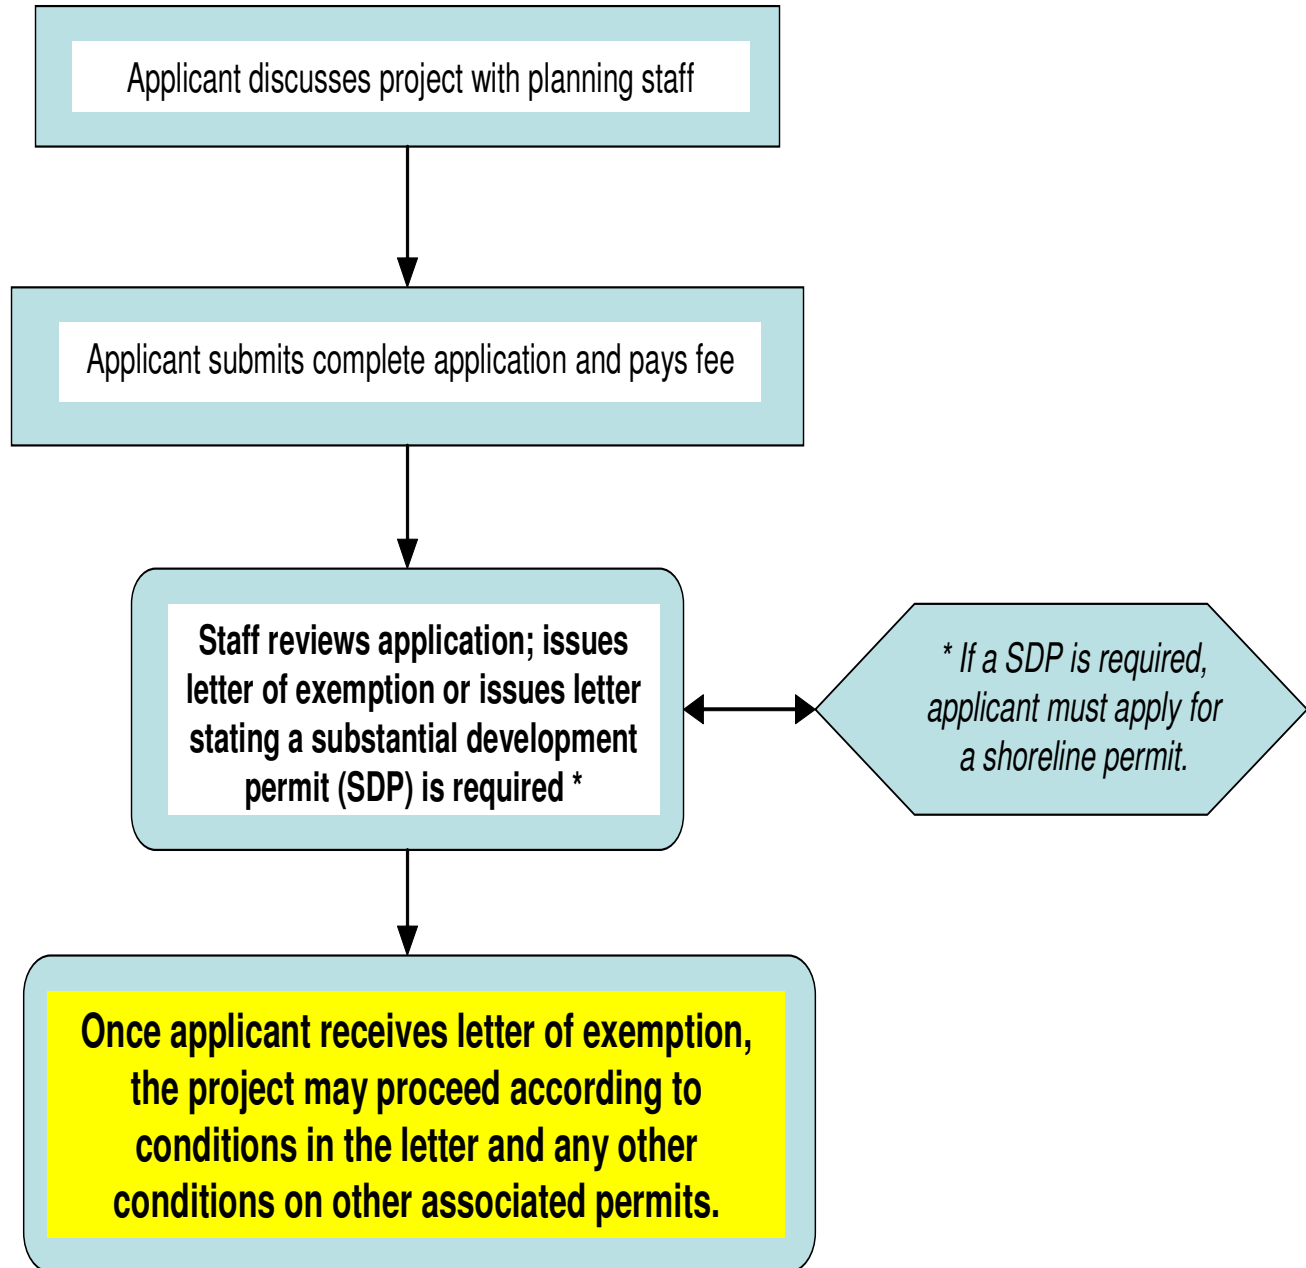 Applicant discusses project with planning staff
Applicant submits complete application and pays fee
Staff reviews application; issues
letter of exemption or issues letter
stating a substantial development
permit (SDP) is required *
* If a SDP is required,
applicant must apply for
a shoreline permit.
Once applicant receives letter of exemption,
the project may proceed according to
conditions in the letter and any other
conditions on other associated permits.